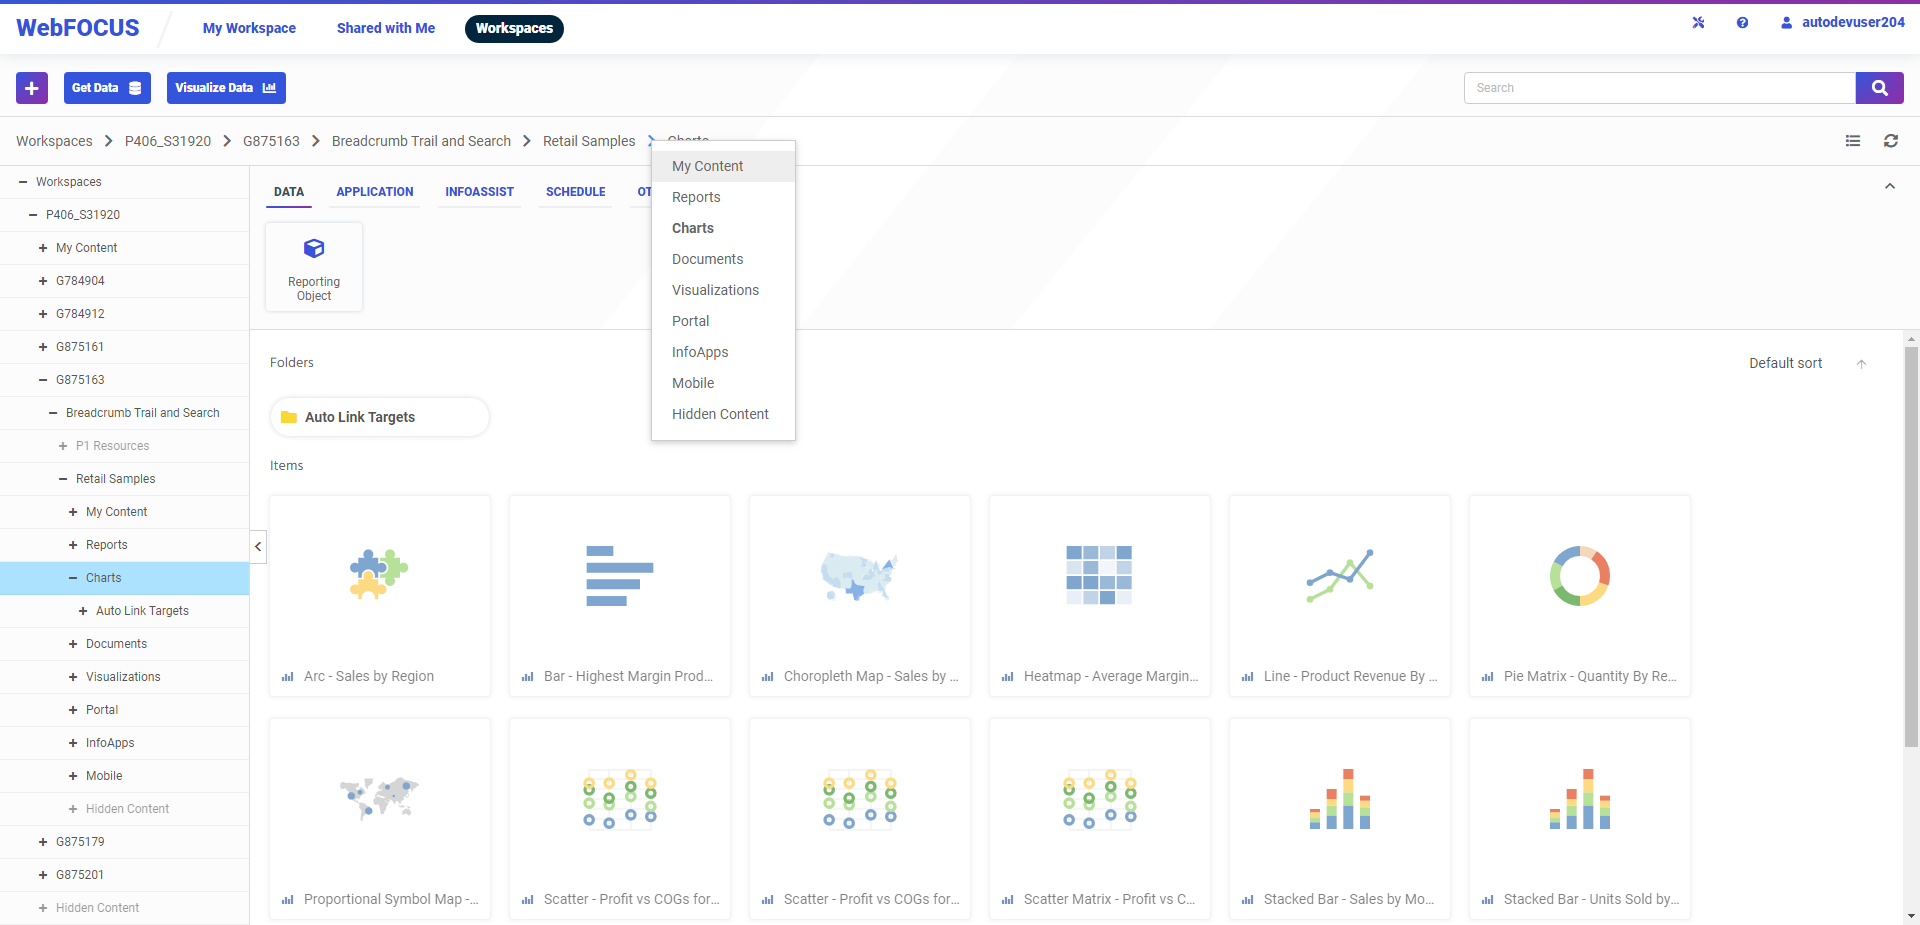 WebFOCUS
My Workspace
Shared with Me
Workspaces
autodevuser204
Get Data
Visualize Data
Search
Workspaces
P406_S31920
G875163
Breadcrumb Trail and Search
Retail Samples
Charts
My Content
Reports
Charts
Documents
Visualizations
Portal
InfoApps
Mobile
Hidden Content
Workspaces
P406_S31920
My Content
G784904
G784912
G875161
G875163
Breadcrumb Trail and Search
P1 Resources
Retail Samples
My Content
Reports
Charts
Auto Link Targets
Documents
Visualizations
Portal
InfoApps
Mobile
Hidden Content
G875179
G875201
Hidden Content
DATA
APPLICATION
INFOASSIST
SCHEDULE
OT
Reporting
Object
Folders
Default sort
Auto Link Targets
Items
Arc - Sales by Region
Bar - Highest Margin Prod...
Choropleth Map - Sales by ...
Heatmap - Average Margin...
Line - Product Revenue By ...
Pie Matrix - Quantity By Re...
Proportional Symbol Map -...
Scatter - Profit vs COGs for...
Scatter - Profit vs COGs for...
Scatter Matrix - Profit vs C...
Stacked Bar - Sales by Mo...
Stacked Bar - Units Sold by...